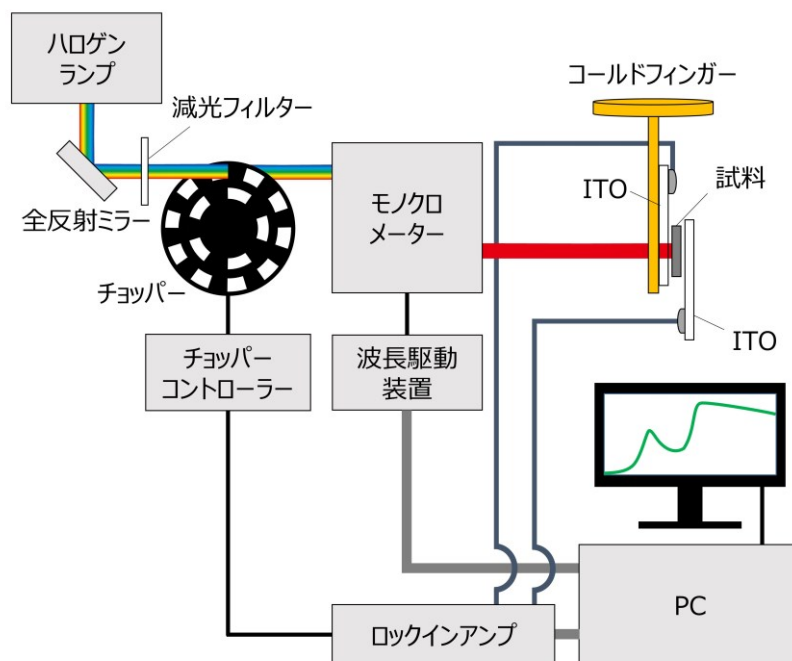 ハロゲン
ランプ
減光フィルター
全反射ミラー
チョッパー
モノクロ
メーター
コールドフィンガー
ITO
試料
ITO
チョッパー
コントローラー
波長駆動
装置
ロックインアンプ
PC